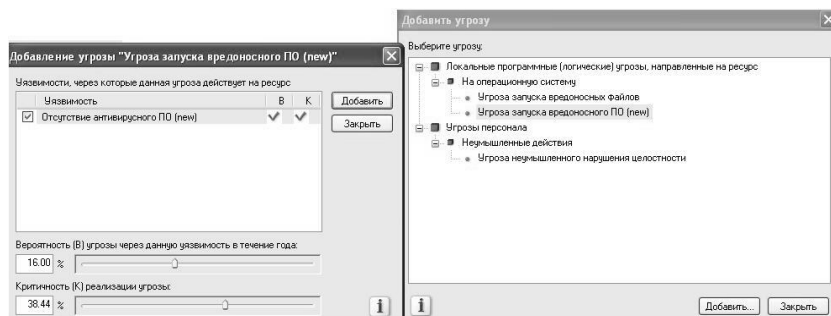 Добавление угрозы "Угроза запуска вредоносного ПО (new)"
Уязвимости, через которые данная угроза действует на ресурс
Уязвимость В К
Отсутствие антивирусного ПО (new)
Добавить
Закрыть
Вероятность (В) угрозы через данную уязвимость в течение года:
16.00 %
Критичность (К) реализации угрозы:
38.44 %
i
Добавить угрозу
Выберите угрозу:
Локальные программные (логические) угрозы, направленные на ресурс
На операционную систему
Угроза запуска вредоносных файлов
Угроза запуска вредоносного ПО (new)
Угрозы персонала
Неумышленные действия
Угроза неумышленного нарушения целостности
i
Добавить... Закрыть